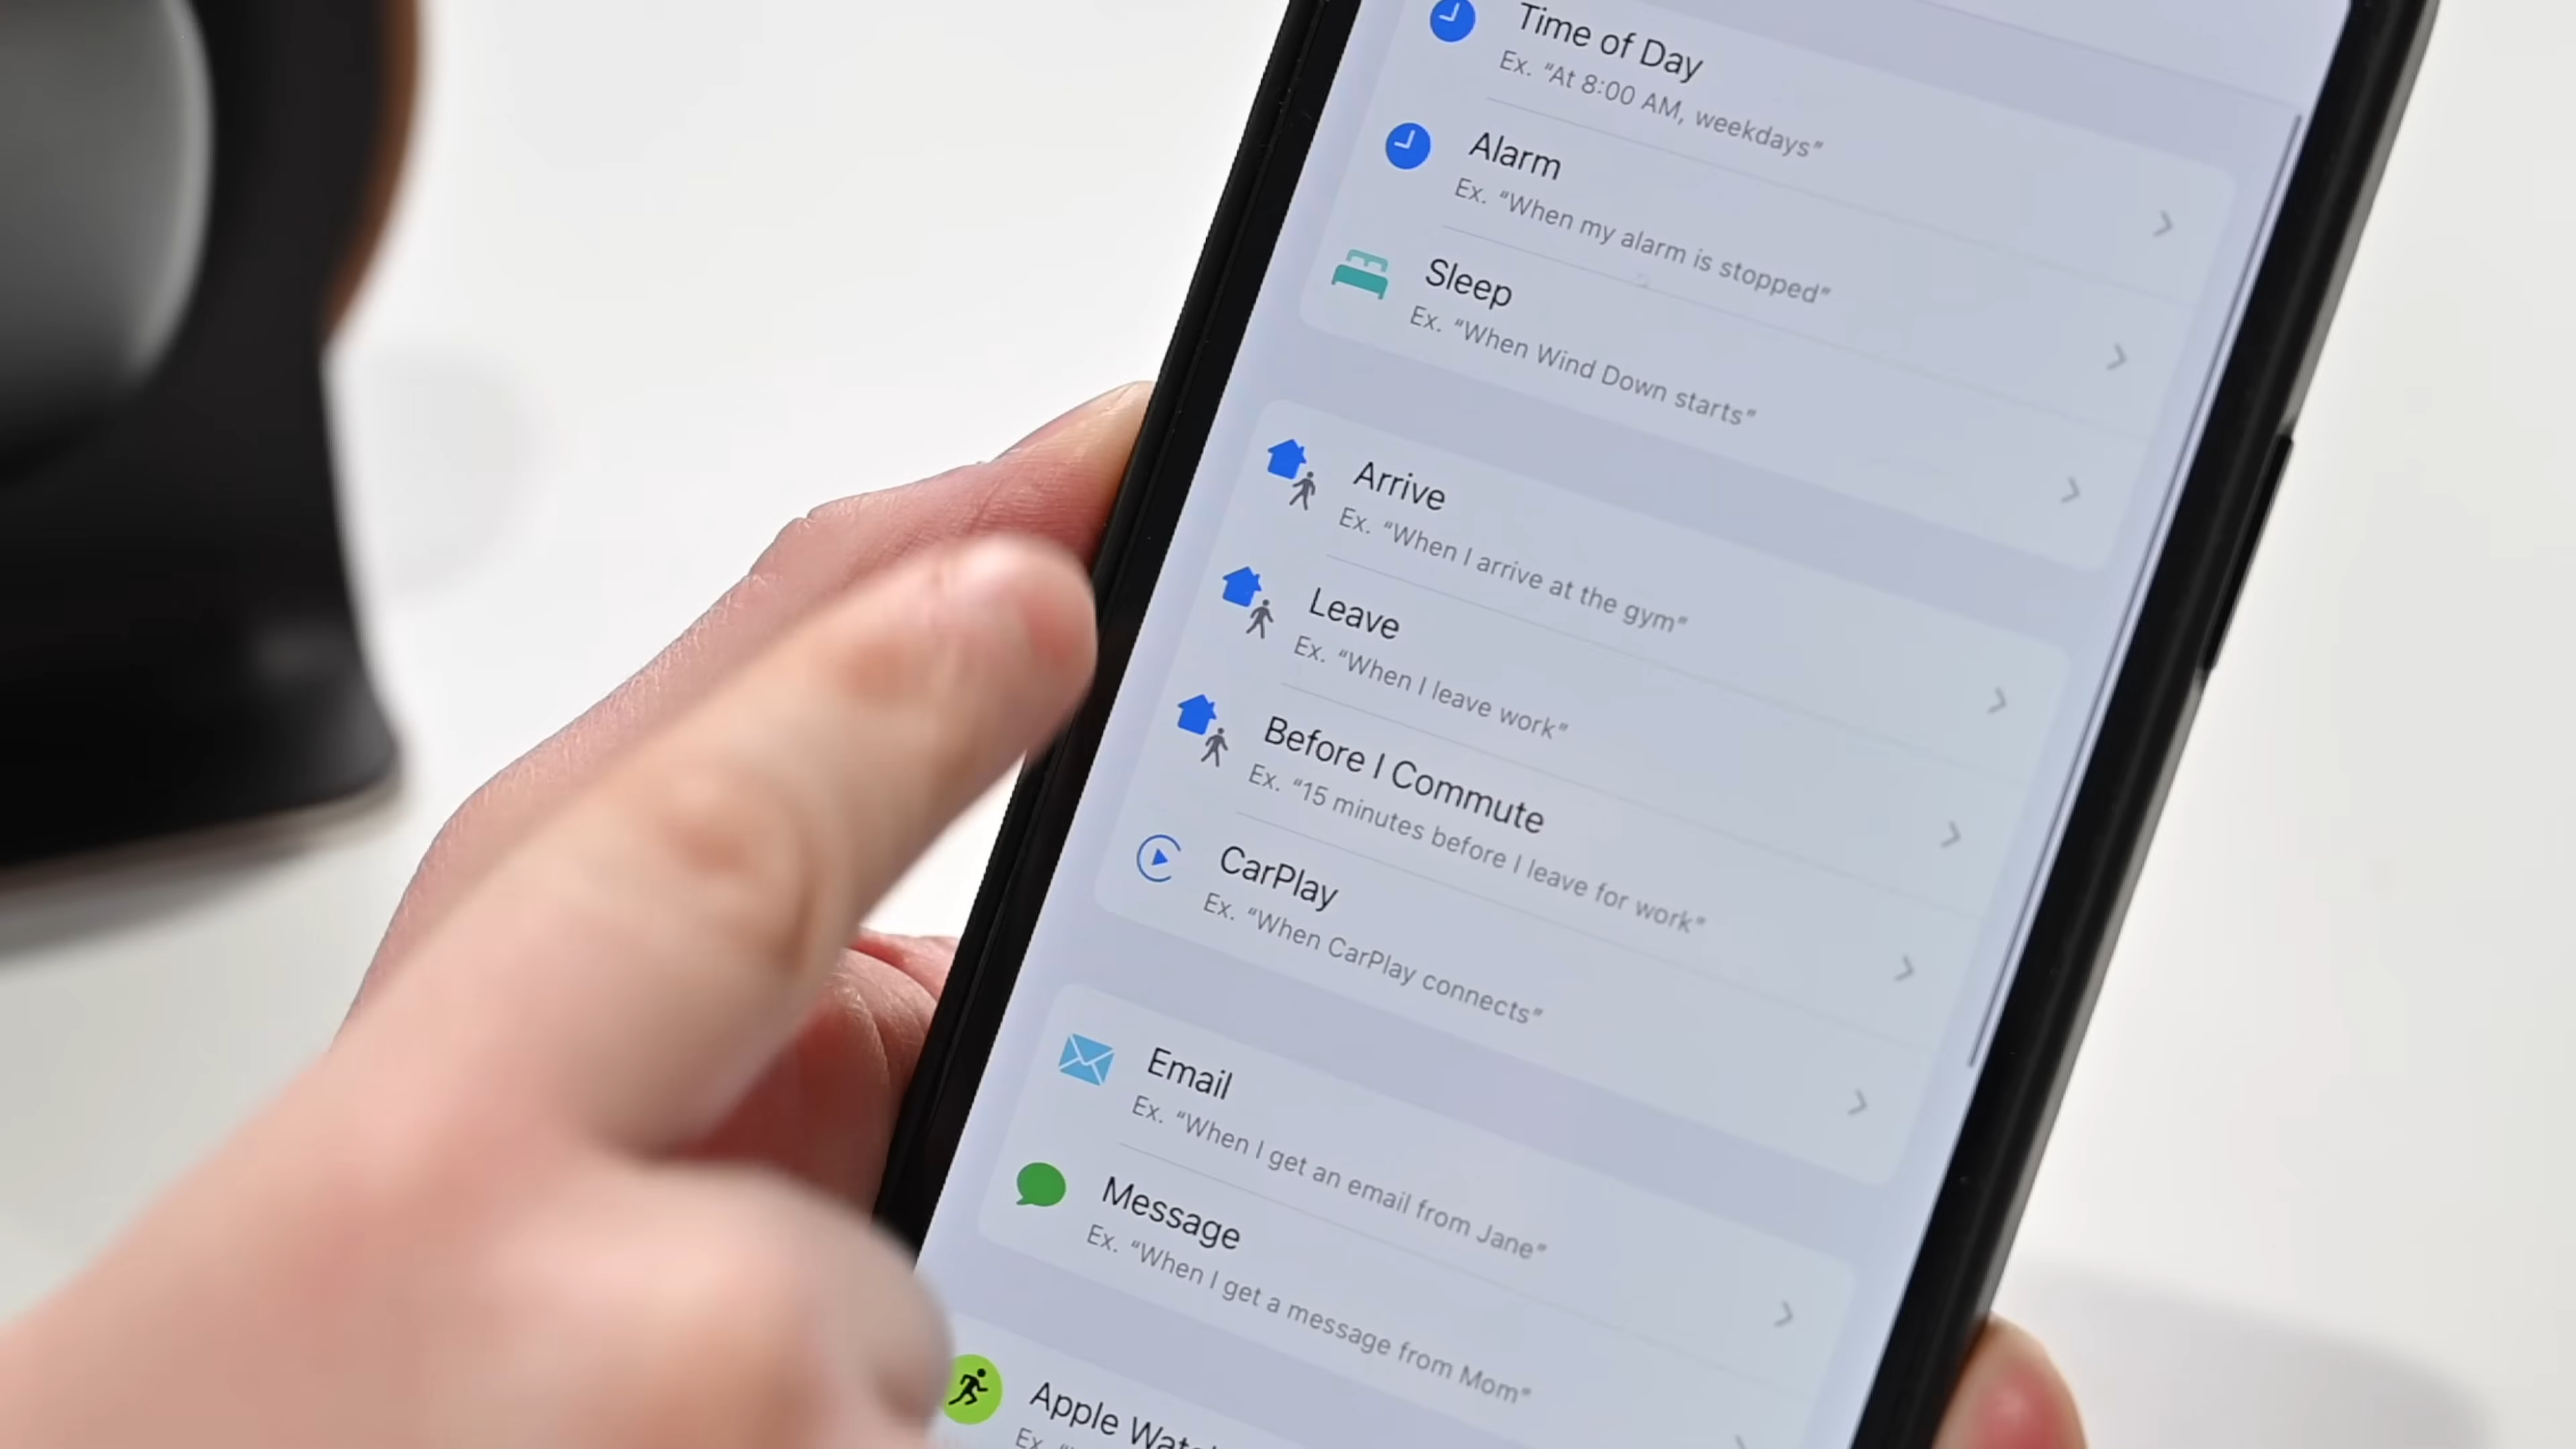 Time of Day
Ex. “At 8:00 AM, weekdays”
Alarm
Ex. “When my alarm is stopped”
Sleep
Ex. “When Wind Down starts”
Arrive
Ex. “When I arrive at the gym”
Leave
Ex. “When I leave work”
Before I Commute
Ex. “15 minutes before I leave for work”
CarPlay
Ex. “When CarPlay connects”
Email
Ex. “When I get an email from Jane”
Message
Ex. “When I get a message from Mom”
Apple
Ex.